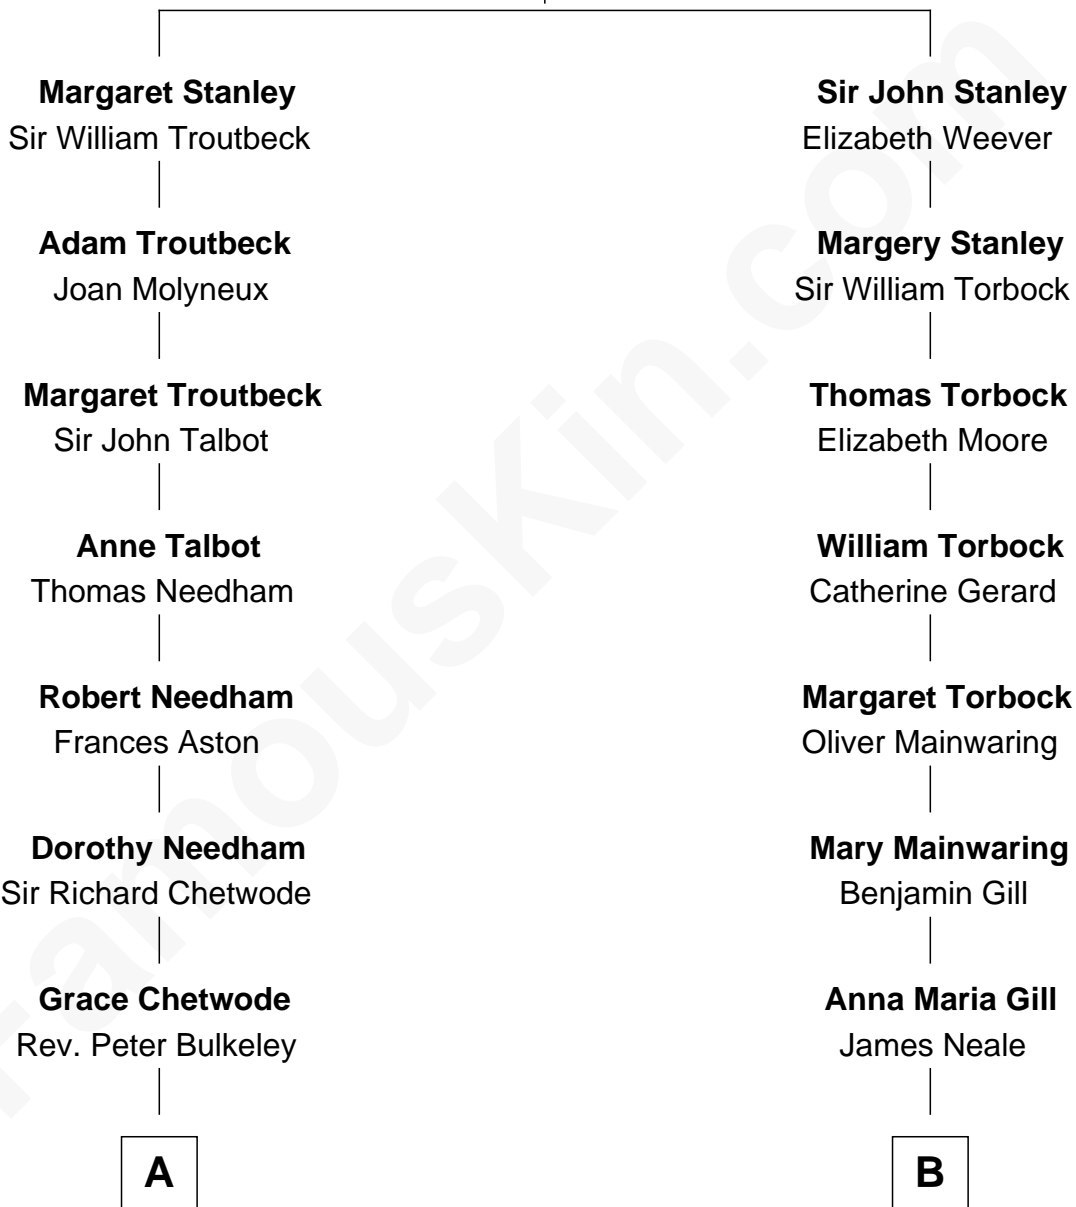 Margaret Stanley
Sir William Troutbeck
Adam Troutbeck
Joan Molyneux
Margaret Troutbeck
Sir John Talbot
Anne Talbot
Thomas Needham
Robert Needham
Frances Aston
Dorothy Needham
Sir Richard Chetwode
Grace Chetwode
Rev. Peter Bulkeley
A
Sir John Stanley
Elizabeth Weever
Margery Stanley
Sir William Torbock
Thomas Torbock
Elizabeth Moore
William Torbock
Catherine Gerard
Margaret Torbock
Oliver Mainwaring
Mary Mainwaring
Benjamin Gill
Anna Maria Gill
James Neale
B
FamousKin.com